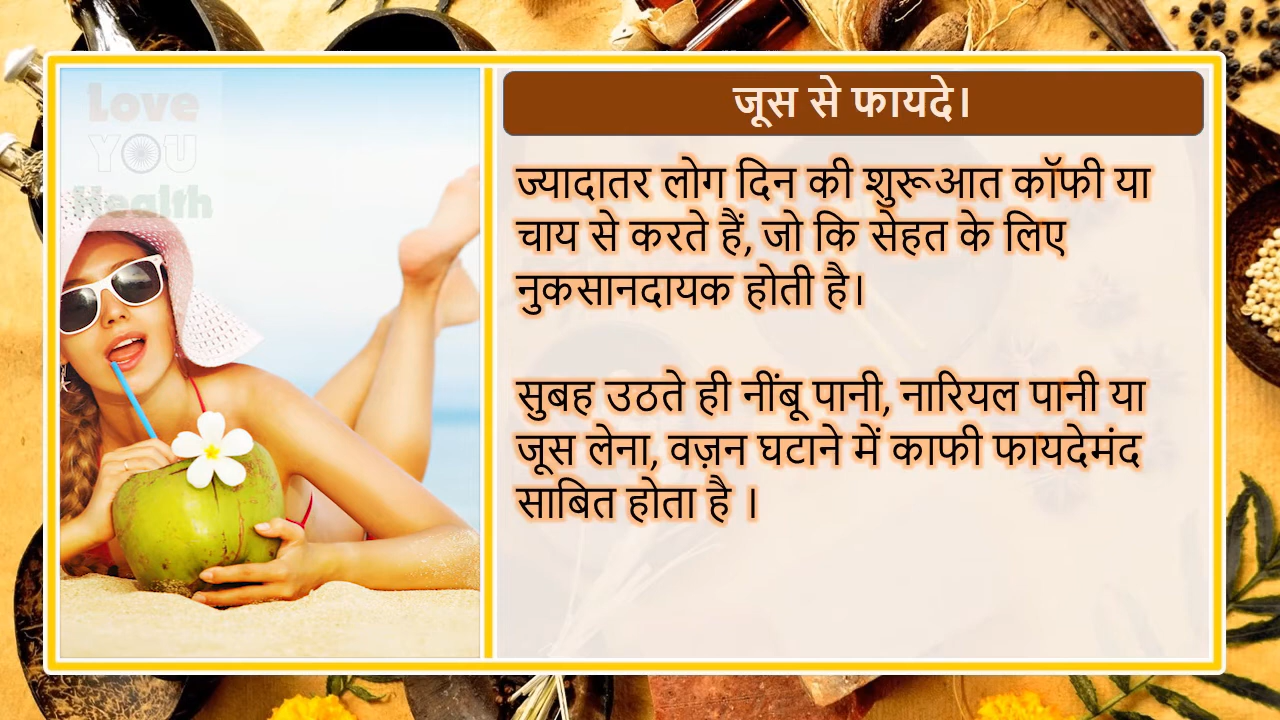 Love
YOU
Health
जूस से फायदे।
ज्यादातर लोग दिन की शुरूआत कॉफी या
चाय से करते हैं, जो कि सेहत के लिए
नुकसानदायक होती है।
सुबह उठते ही नींबू पानी, नारियल पानी या
जूस लेना, वज़न घटाने में काफी फायदेमंद
साबित होता है ।